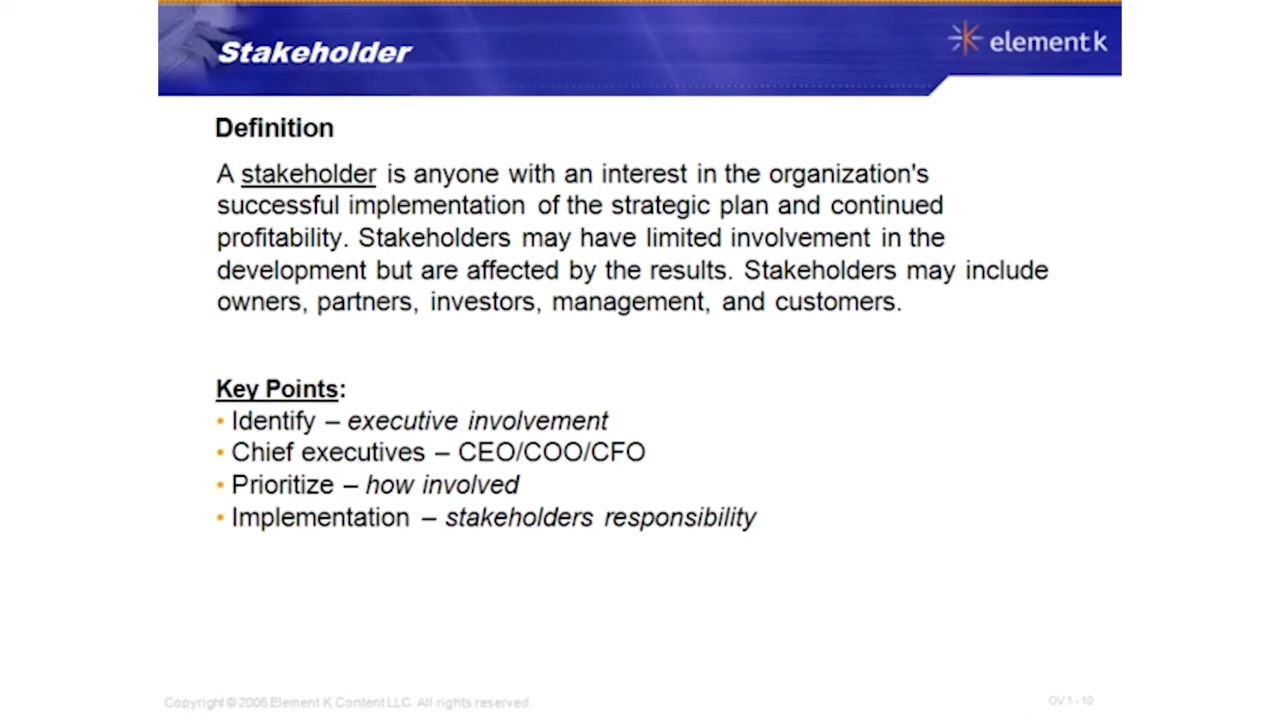 Stakeholder
element k
Definition
A stakeholder is anyone with an interest in the organization's
successful implementation of the strategic plan and continued
profitability. Stakeholders may have limited involvement in the
development but are affected by the results. Stakeholders may include
owners, partners, investors, management, and customers.
Key Points:
• Identify – executive involvement
• Chief executives – CEO/COO/CFO
• Prioritize – how involved
• Implementation – stakeholders responsibility
Copyright © 2006 Element K Content LLC. All rights reserved.
OV 1 - 10